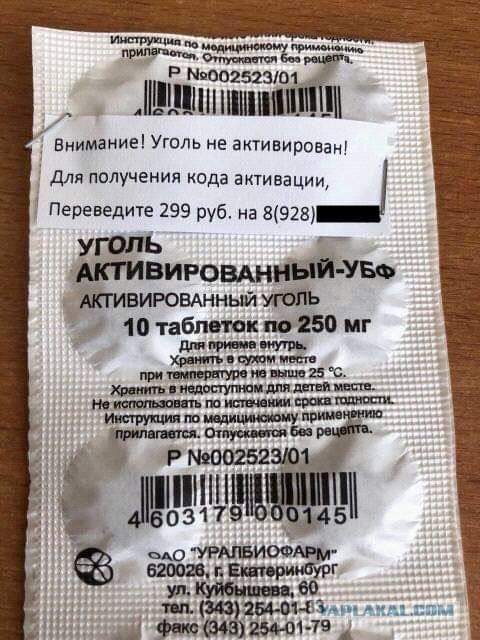 Инструкция по медицинскому применению
прилагается. Отпускается без рецепта.
Р №002523/01
Внимание! Уголь не активирован!
Для получения кода активации,
Переведите 299 руб. на 8(928)
УГОЛЬ
АКТИВИРОВАННЫЙ-УБФ
АКТИВИРОВАННЫЙ УГОЛЬ
10 таблеток по 250 мг
Для приема внутрь.
Хранить в сухом месте
при температуре не выше 25 °С.
Хранить в недоступном для детей месте.
Не использовать по истечении срока годности.
Инструкция по медицинскому применению
прилагается. Отпускается без рецепта.
Р №002523/01
4 603179 000145
ОАО "УРАЛБИОФАРМ"
620026, г. Екатеринбург
ул. Куйбышева, 60
тел. (343) 254-01-83
факс (343) 254-01-79
YAPLAKAL.COM